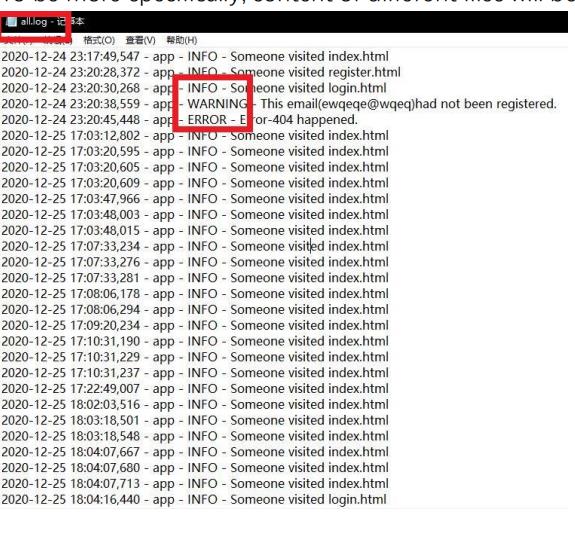 To be more specifically, content of different files will be
all.log - 记事本
格式(O) 查看(V) 帮助(H)
2020-12-24 23:17:49,547 - app - INFO - Someone visited index.html
2020-12-24 23:20:28,372 - app - INFO - Someone visited register.html
2020-12-24 23:20:30,268 - app - INFO - Someone visited login.html
2020-12-24 23:20:38,559 - app - WARNING - This email(ewqeqe@wqeq)had not been registered.
2020-12-24 23:20:45,448 - app - ERROR - Error-404 happened.
2020-12-25 17:03:12,802 - app - INFO - Someone visited index.html
2020-12-25 17:03:20,595 - app - INFO - Someone visited index.html
2020-12-25 17:03:20,605 - app - INFO - Someone visited index.html
2020-12-25 17:03:20,609 - app - INFO - Someone visited index.html
2020-12-25 17:03:47,966 - app - INFO - Someone visited index.html
2020-12-25 17:03:48,003 - app - INFO - Someone visited index.html
2020-12-25 17:03:48,015 - app - INFO - Someone visited index.html
2020-12-25 17:07:33,234 - app - INFO - Someone visited index.html
2020-12-25 17:07:33,276 - app - INFO - Someone visited index.html
2020-12-25 17:07:33,281 - app - INFO - Someone visited index.html
2020-12-25 17:08:06,178 - app - INFO - Someone visited index.html
2020-12-25 17:08:06,294 - app - INFO - Someone visited index.html
2020-12-25 17:09:20,234 - app - INFO - Someone visited index.html
2020-12-25 17:10:31,190 - app - INFO - Someone visited index.html
2020-12-25 17:10:31,229 - app - INFO - Someone visited index.html
2020-12-25 17:10:31,237 - app - INFO - Someone visited index.html
2020-12-25 17:22:49,007 - app - INFO - Someone visited index.html
2020-12-25 18:02:03,516 - app - INFO - Someone visited index.html
2020-12-25 18:03:18,501 - app - INFO - Someone visited index.html
2020-12-25 18:03:18,548 - app - INFO - Someone visited index.html
2020-12-25 18:04:07,667 - app - INFO - Someone visited index.html
2020-12-25 18:04:07,680 - app - INFO - Someone visited index.html
2020-12-25 18:04:07,713 - app - INFO - Someone visited index.html
2020-12-25 18:04:16,440 - app - INFO - Someone visited login.html